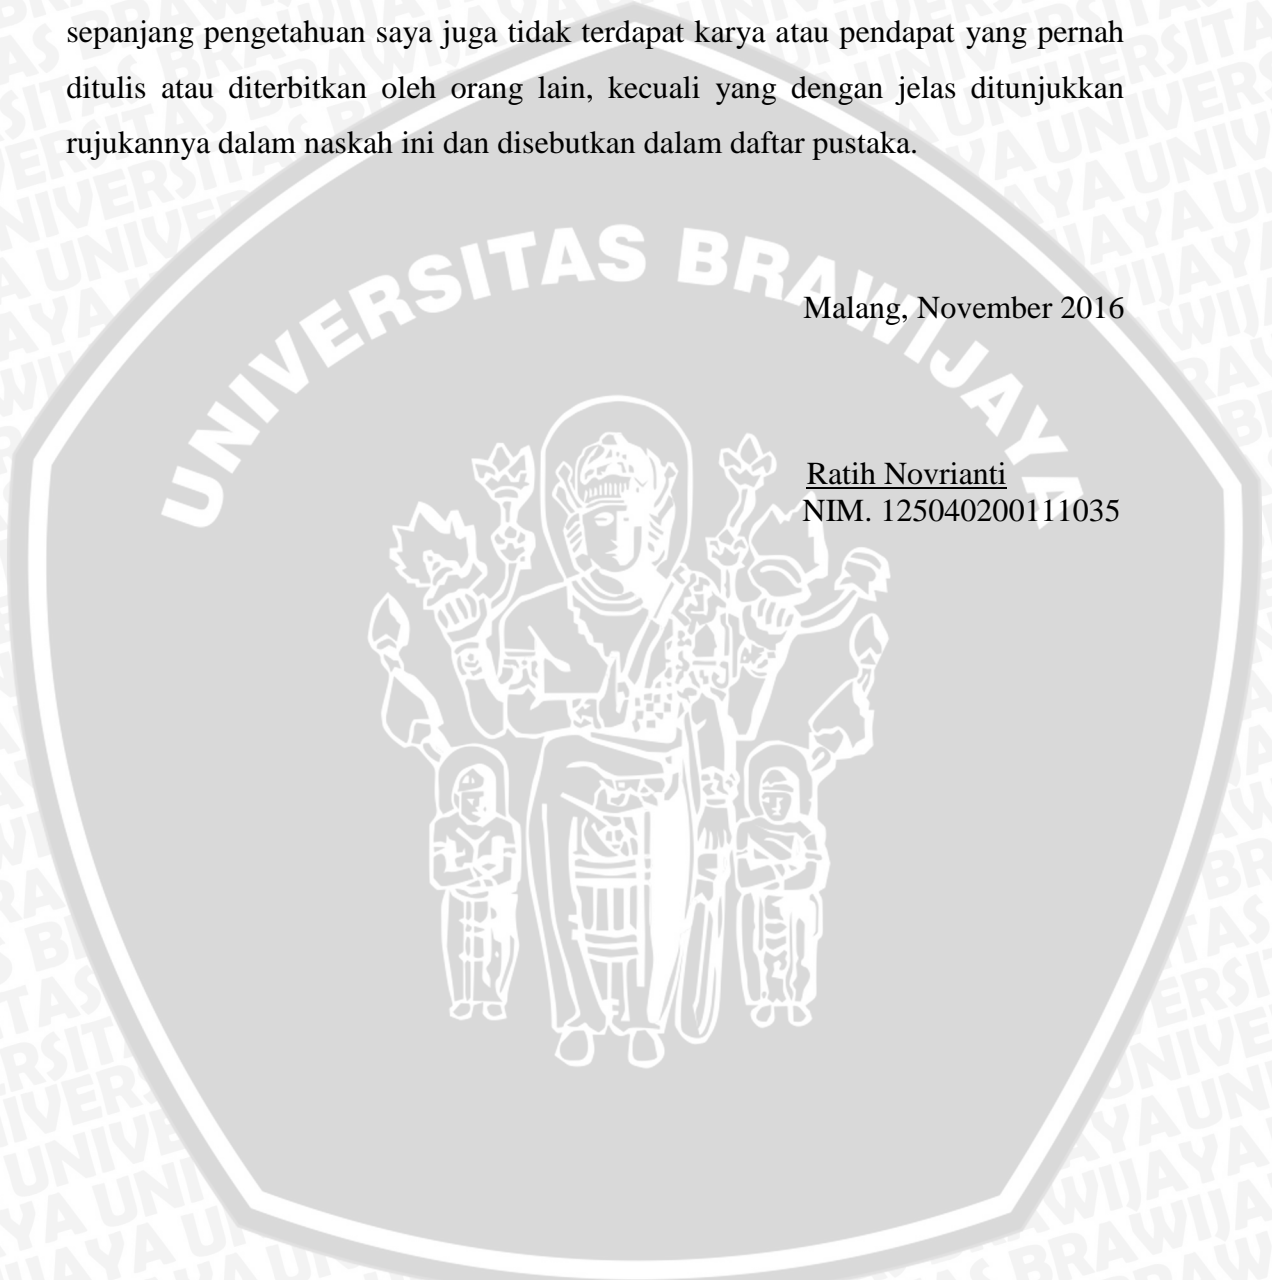 sepanjang pengetahuan saya juga tidak terdapat karya atau pendapat yang pernah
ditulis atau diterbitkan oleh orang lain, kecuali yang dengan jelas ditunjukkan
rujukannya dalam naskah ini dan disebutkan dalam daftar pustaka.
UNIVERSITAS BRAWIJAYA
Malang, November 2016
Ratih Novrianti
NIM. 125040200111035